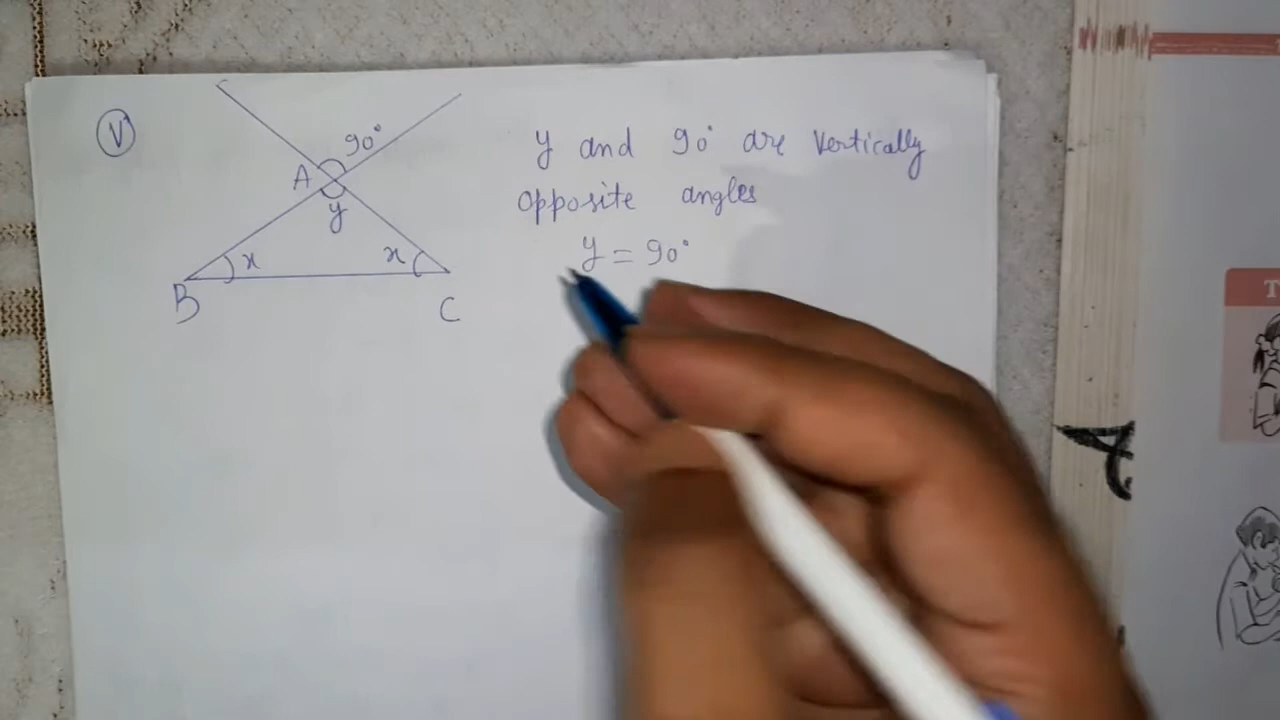 V
90°
A
y
x
x
B
C
y and 90° are vertically
opposite angles
y = 90°
T